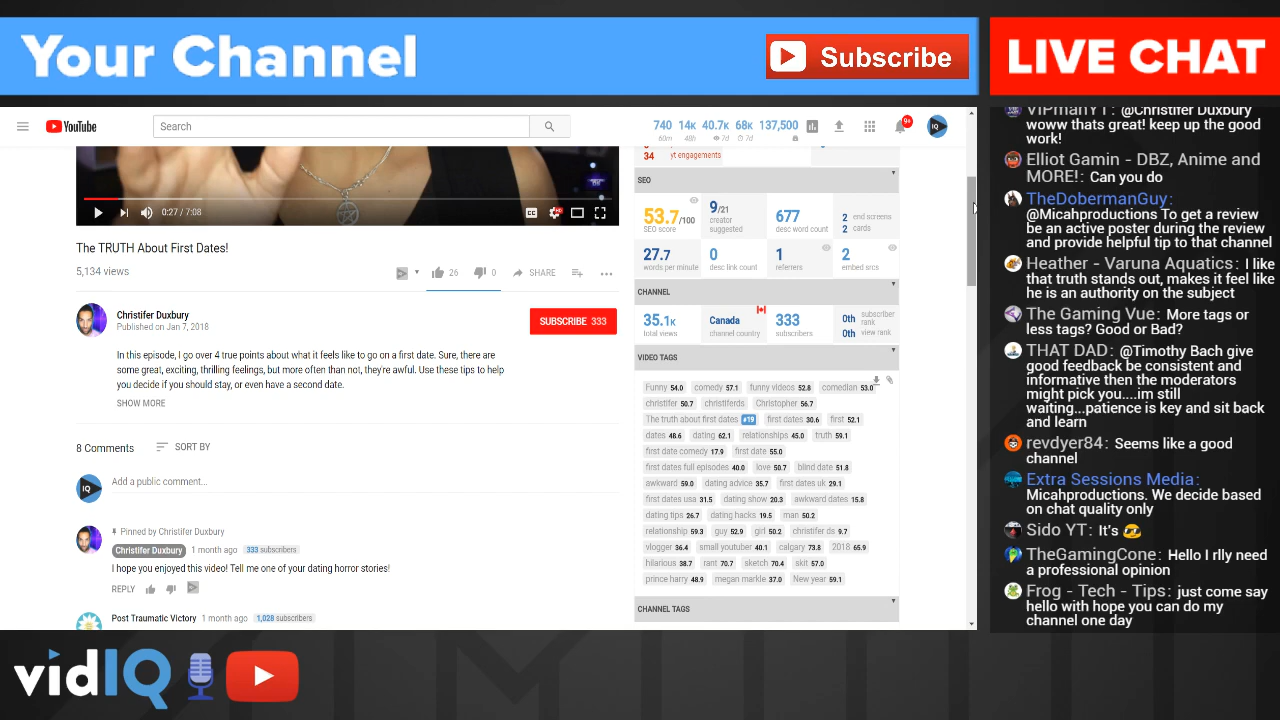 Your Channel
Subscribe
LIVE CHAT
YouTube
Search
740 14K 40.7K 68K 137,500
60m 48h 7d 7d
9+
IQ
34 yt engagements
SEO
53.7/100 SEO score
9/21 creator suggested
677 desc word count
2 end screens
2 cards
27.7 words per minute
0 desc link count
1 referrers
2 embed srcs
CHANNEL
35.1K total views
Canada channel country
333 subscribers
0th subscriber rank
0th view rank
VIDEO TAGS
Funny 54.0 comedy 57.1 funny videos 52.8 comedian 53.0
christifer 50.7 christiferds Christopher 56.7
The truth about first dates #19 first dates 30.6 first 52.1
dates 48.6 dating 62.1 relationships 45.0 truth 59.1
first date comedy 17.9 first date 55.0
first dates full episodes 40.0 love 50.7 blind date 51.8
awkward 59.0 dating advice 35.7 first dates uk 29.1
first dates usa 31.5 dating show 20.3 awkward dates 15.8
dating tips 26.7 dating hacks 19.5 man 50.2
relationship 59.3 guy 52.9 girl 50.2 christifer ds 9.7
vlogger 36.4 small youtuber 40.1 calgary 73.8 2018 65.9
hilarious 38.7 rant 70.7 sketch 70.4 skit 57.0
prince harry 48.9 megan markle 37.0 New year 59.1
CHANNEL TAGS
0:27 / 7:08
CC
The TRUTH About First Dates!
5,134 views
26 0 SHARE
Christifer Duxbury
Published on Jan 7, 2018
SUBSCRIBE 333
In this episode, I go over 4 true points about what it feels like to go on a first date. Sure, there are
some great, exciting, thrilling feelings, but more often than not, they're awful. Use these tips to help
you decide if you should stay, or even have a second date.
SHOW MORE
8 Comments SORT BY
IQ
Add a public comment...
Pinned by Christifer Duxbury
Christifer Duxbury 1 month ago 333 subscribers
I hope you enjoyed this video! Tell me one of your dating horror stories!
REPLY
Post Traumatic Victory 1 month ago 1,028 subscribers
VIPmanYT: @Christifer Duxbury
woww thats great! keep up the good
work!
Elliot Gamin - DBZ, Anime and
MORE!: Can you do
TheDobermanGuy:
@Micahproductions To get a review
be an active poster during the review
and provide helpful tip to that channel
Heather - Varuna Aquatics: I like
that truth stands out, makes it feel like
he is an authority on the subject
The Gaming Vue: More tags or
less tags? Good or Bad?
THAT DAD: @Timothy Bach give
good feedback be consistent and
informative then the moderators
might pick you....im still
waiting...patience is key and sit back
and learn
revdyer84: Seems like a good
channel
Extra Sessions Media:
Micahproductions. We decide based
on chat quality only
Sido YT: It's
TheGamingCone: Hello I rlly need
a professional opinion
Frog - Tech - Tips: just come say
hello with hope you can do my
channel one day
vidIQ